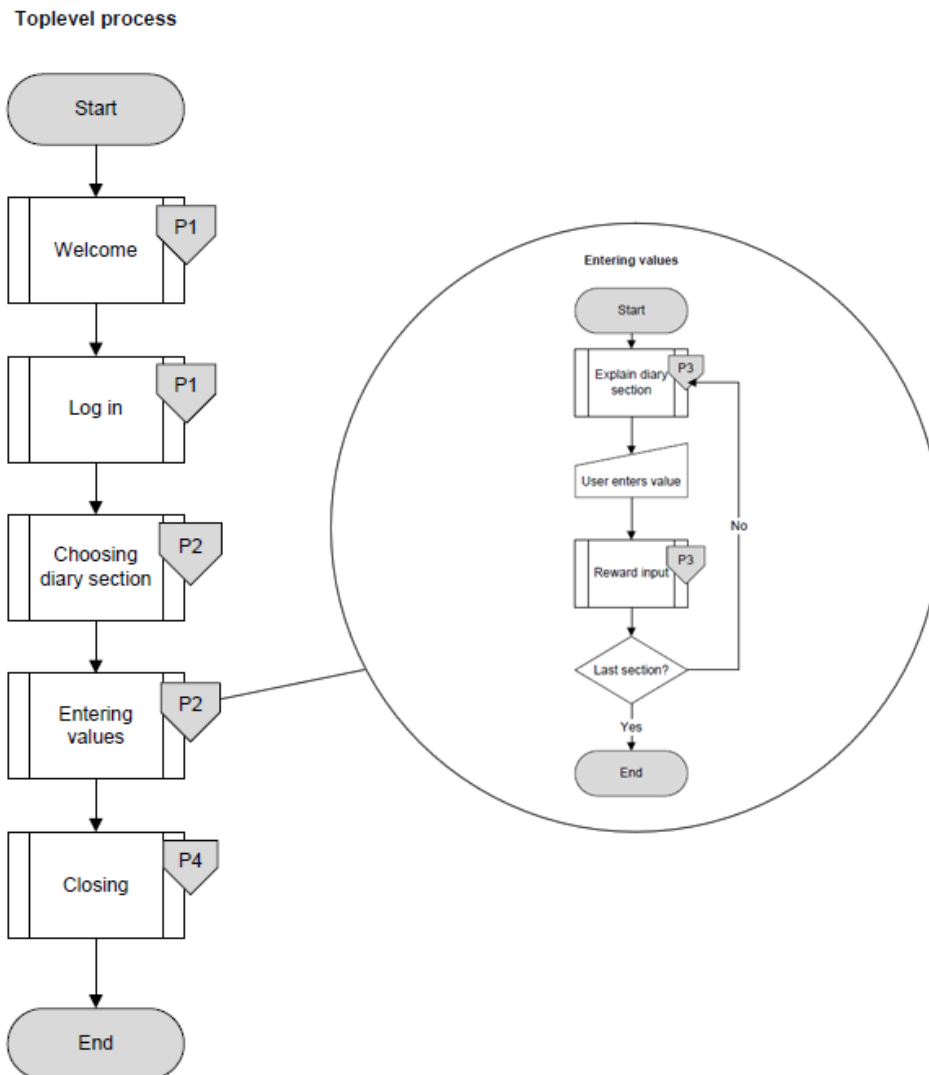 Toplevel process
Start
P1
Welcome
P1
Log in
P2
Choosing
diary section
P2
Entering
values
P4
Closing
End
Entering values
Start
P3
Explain diary
section
User enters value
No
P3
Reward input
Last section?
Yes
End